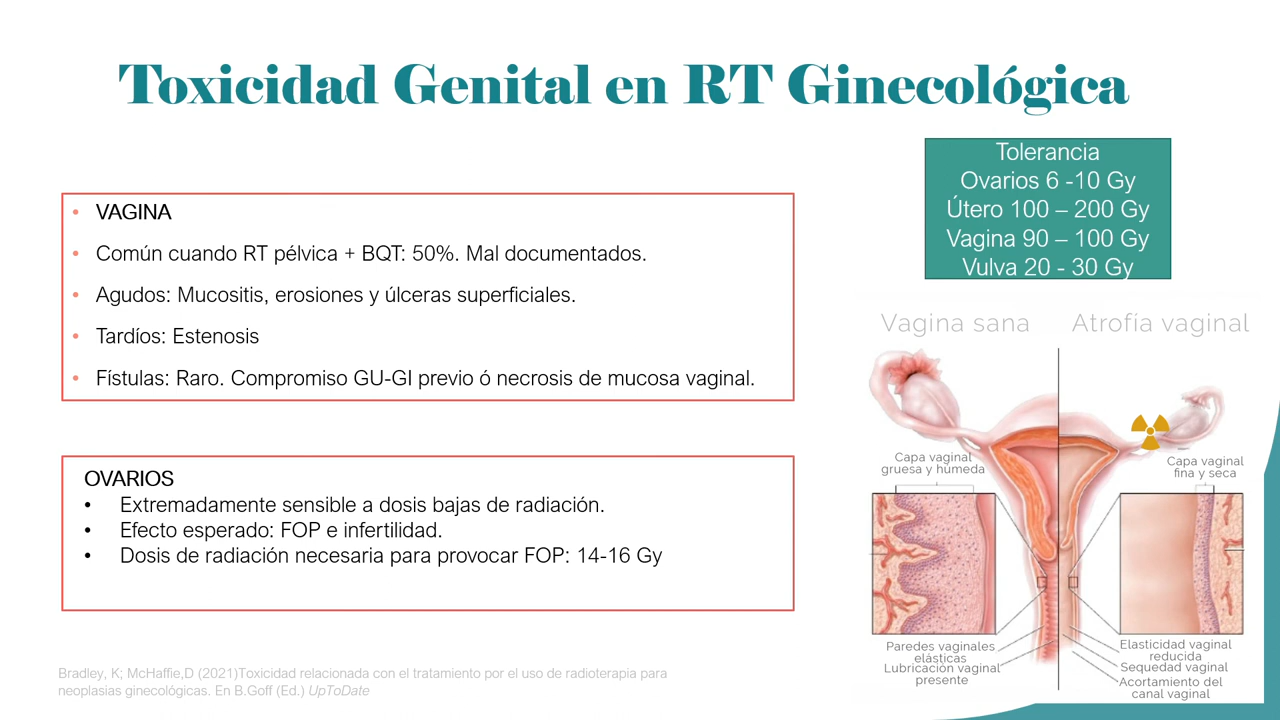 Toxicidad Genital en RT Ginecológica
Tolerancia
Ovarios 6 -10 Gy
Útero 100 – 200 Gy
Vagina 90 – 100 Gy
Vulva 20 - 30 Gy
• VAGINA
• Común cuando RT pélvica + BQT: 50%. Mal documentados.
• Agudos: Mucositis, erosiones y úlceras superficiales.
• Tardíos: Estenosis
• Fístulas: Raro. Compromiso GU-GI previo ó necrosis de mucosa vaginal.
OVARIOS
• Extremadamente sensible a dosis bajas de radiación.
• Efecto esperado: FOP e infertilidad.
• Dosis de radiación necesaria para provocar FOP: 14-16 Gy
Vagina sana
Atrofía vaginal
Capa vaginal
gruesa y húmeda
Capa vaginal
fina y seca
Paredes vaginales
elásticas
Lubricación vaginal
presente
Elasticidad vaginal
reducida
Sequedad vaginal
Acortamiento del
canal vaginal
Bradley, K; McHaffie,D (2021)Toxicidad relacionada con el tratamiento por el uso de radioterapia para
neoplasias ginecológicas. En B.Goff (Ed.) UpToDate